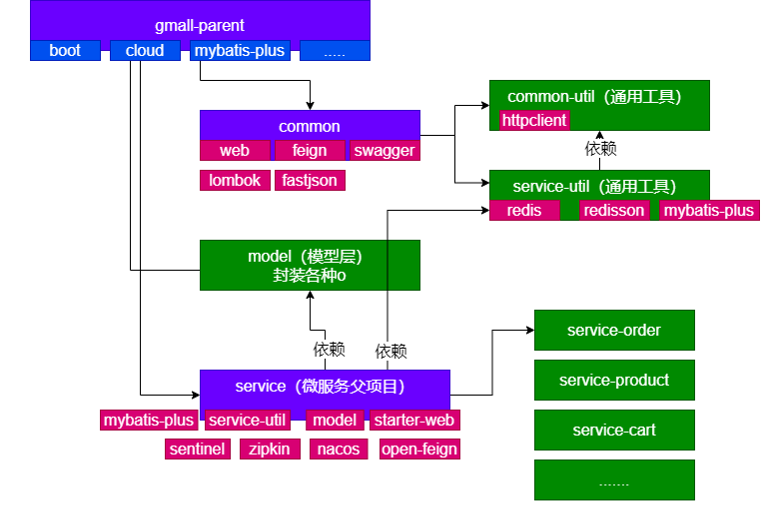 gmall-parent
boot
cloud
mybatis-plus
.....
common
web
feign
swagger
lombok
fastjson
common-util（通用工具）
httpclient
依赖
service-util（通用工具）
redis
redisson
mybatis-plus
model（模型层）
封装各种o
依赖
依赖
service（微服务父项目）
mybatis-plus
service-util
model
starter-web
sentinel
zipkin
nacos
open-feign
service-order
service-product
service-cart
.......